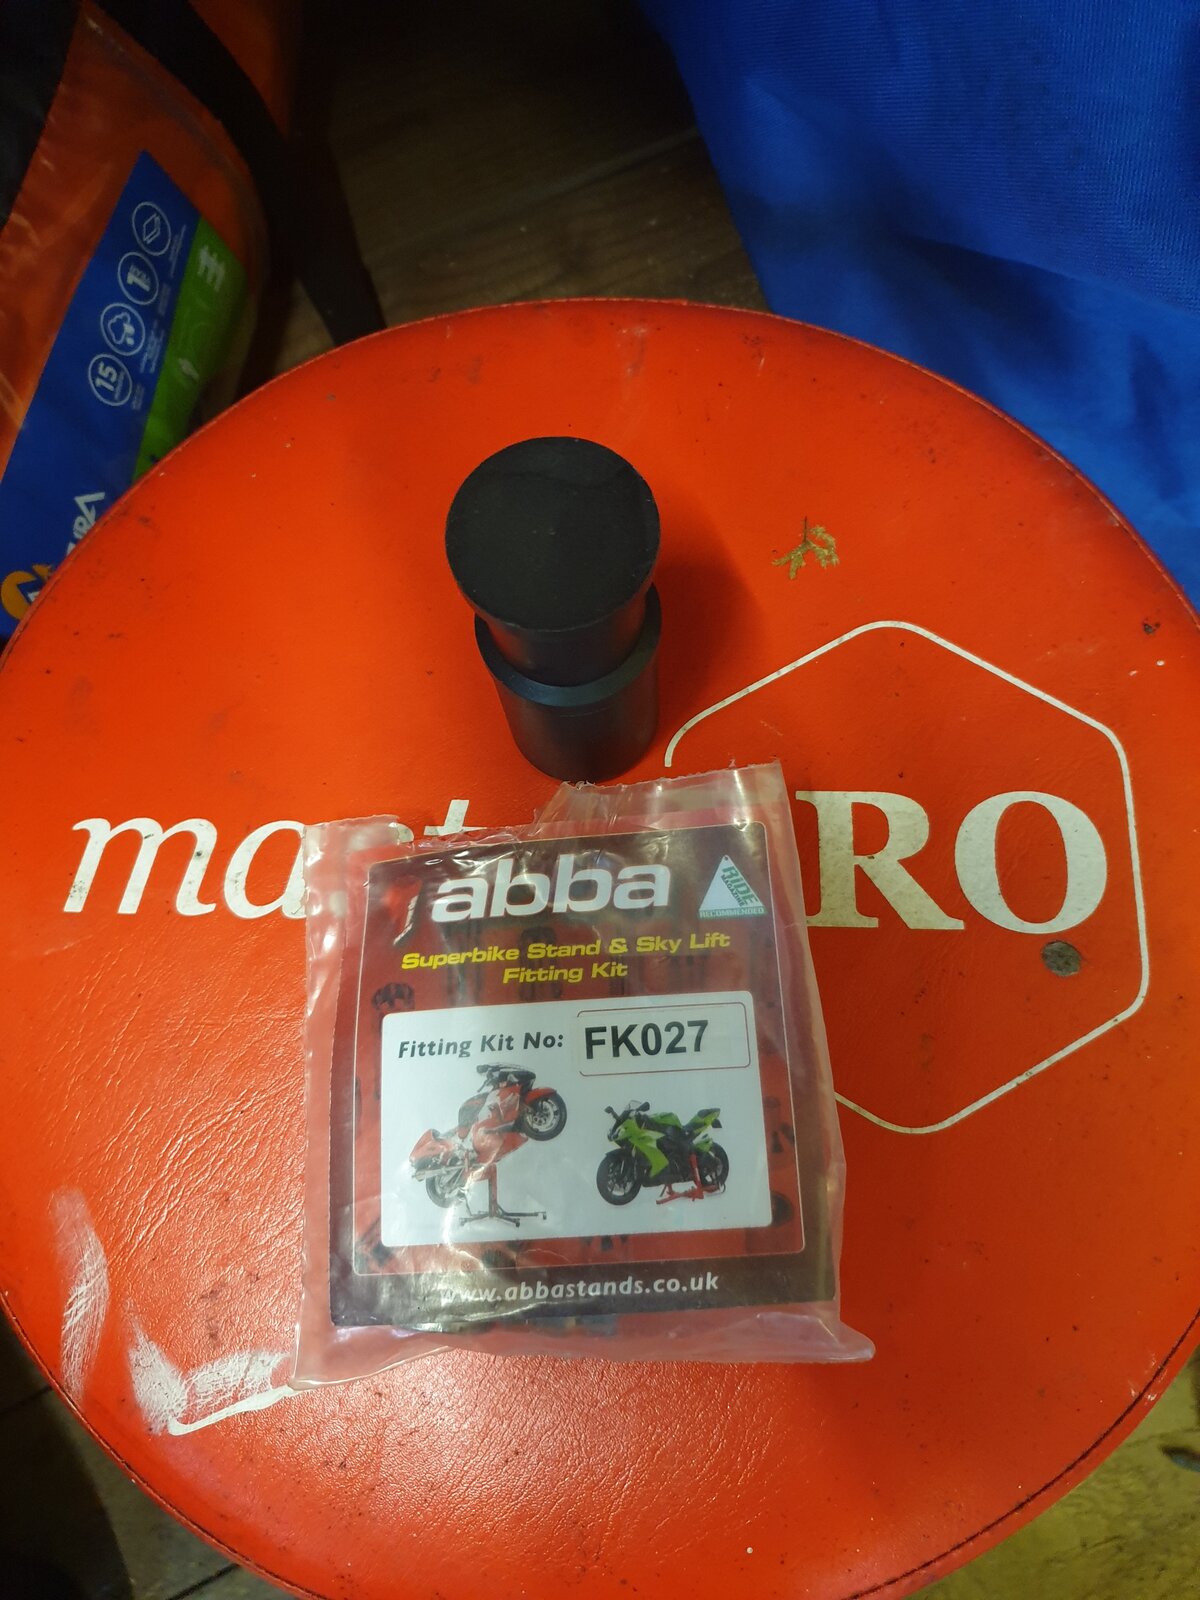 15
abba
RIDE
RECOMMENDED
Superbike Stand & Sky Lift
Fitting Kit
Fitting Kit No: FK027
www.abbastands.co.uk
RO